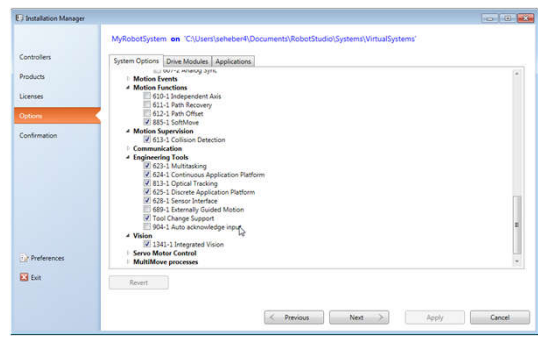 Installation Manager
MyRobotSystem on 'C:\Users\seheber4\Documents\RobotStudio\Systems\VirtualSystems'
Controllers
Products
Licenses
Options
Confirmation
Preferences
Exit
System Options Drive Modules Applications
607-2 Analog Sync
Motion Events
Motion Functions
610-1 Independent Axis
611-1 Path Recovery
612-1 Path Offset
885-1 SoftMove
Motion Supervision
613-1 Collision Detection
Communication
Engineering Tools
623-1 Multitasking
624-1 Continuous Application Platform
813-1 Optical Tracking
625-1 Discrete Application Platform
628-1 Sensor Interface
689-1 Externally Guided Motion
Tool Change Support
904-1 Auto acknowledge input
Vision
1341-1 Integrated Vision
Servo Motor Control
MultiMove processes
Revert
< Previous Next > Apply Cancel